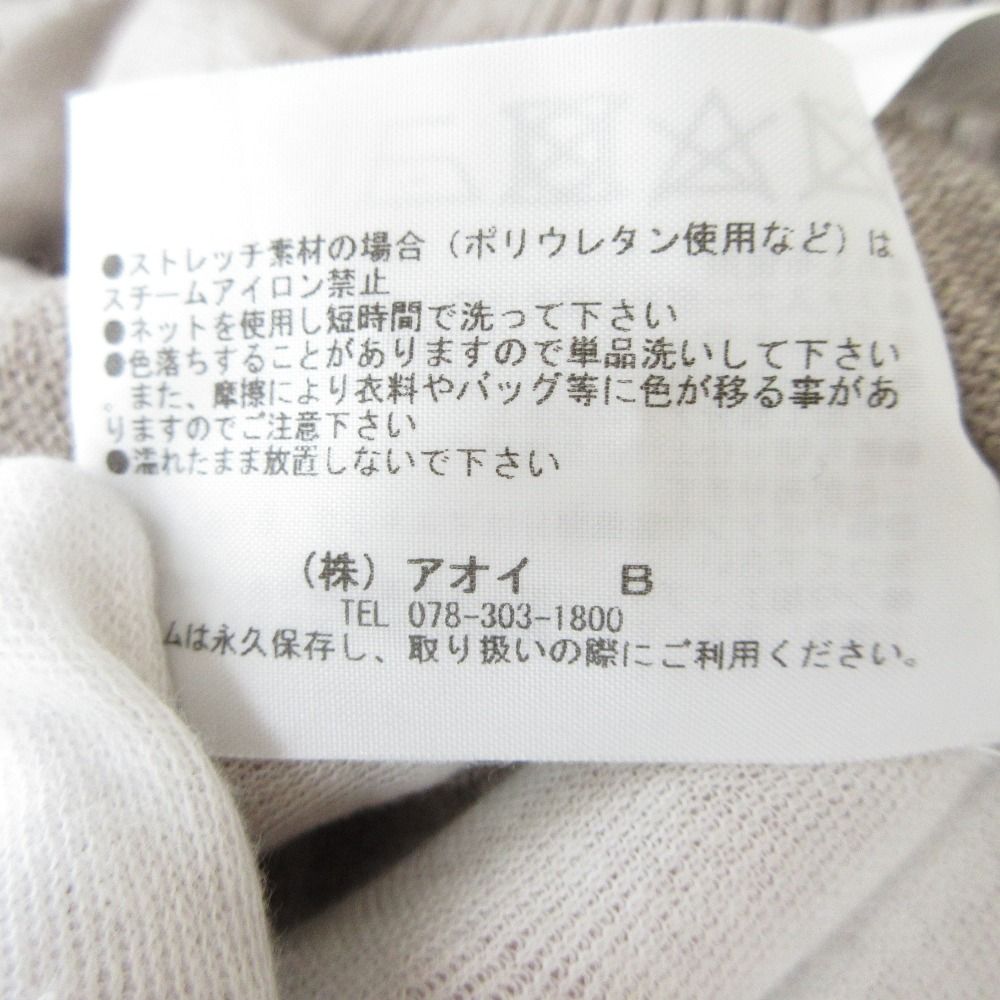 ●ストレッチ素材の場合（ポリウレタン使用など）は
スチームアイロン禁止
●ネットを使用し短時間で洗って下さい
●色落ちすることがありますので単品洗いして下さい
。また、摩擦により衣料やバッグ等に色が移る事があ
りますのでご注意下さい
●濡れたまま放置しないで下さい
（株）アオイ　B
TEL 078-303-1800
ムは永久保存し、取り扱いの際にご利用ください。